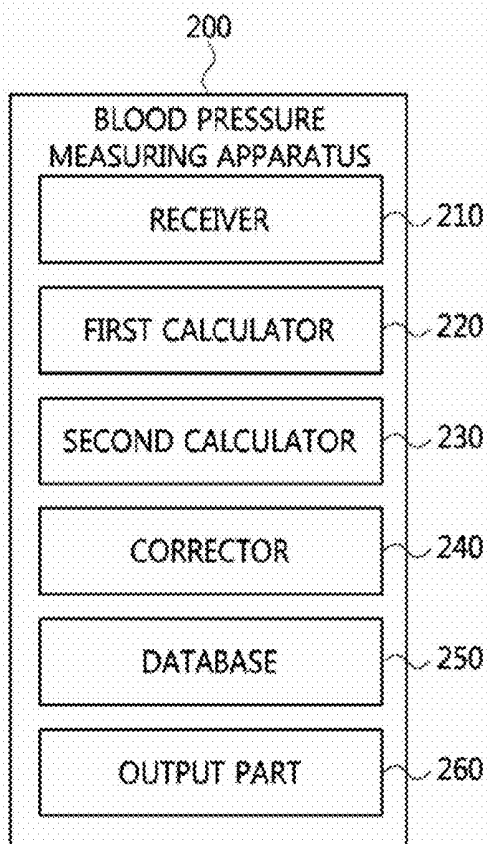 200
BLOOD PRESSURE
MEASURING APPARATUS
RECEIVER
210
FIRST CALCULATOR
220
SECOND CALCULATOR
230
CORRECTOR
240
DATABASE
250
OUTPUT PART
260